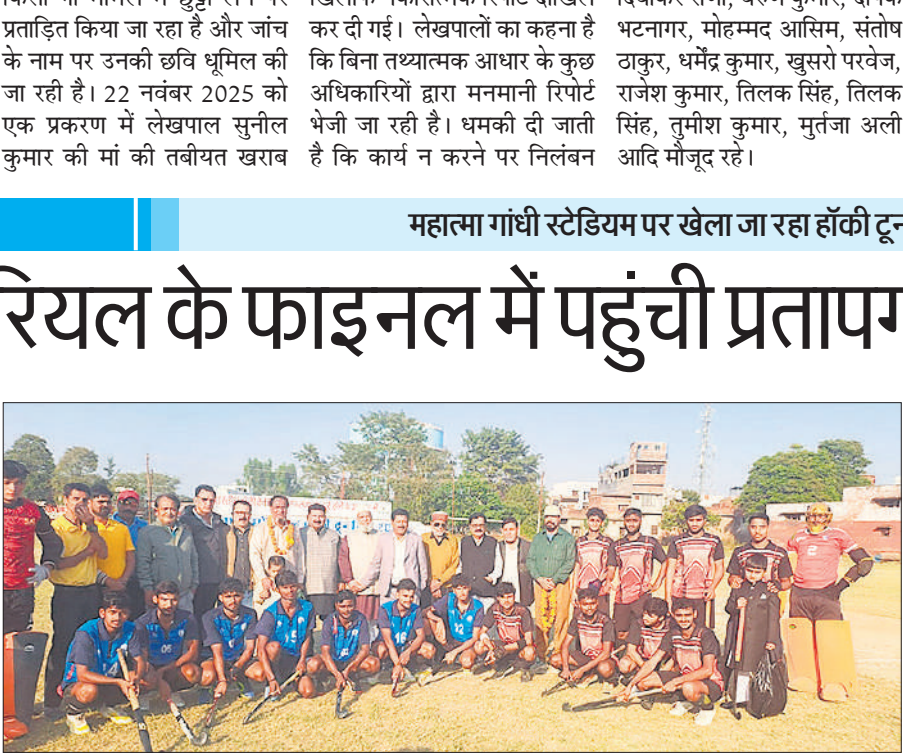 प्रताड़ित किया जा रहा है और जांच
के नाम पर उनकी छवि धूमिल की
जा रही है। 22 नवंबर 2025 को
एक प्रकरण में लेखपाल सुनील
कुमार की मां की तबीयत खराब
कर दी गई। लेखपालों का कहना है
कि बिना तथ्यात्मक आधार के कुछ
अधिकारियों द्वारा मनमानी रिपोर्ट
भेजी जा रही है। धमकी दी जाती
है कि कार्य न करने पर निलंबन
भटनागर, मोहम्मद आसिम, संतोष
ठाकुर, धर्मेंद्र कुमार, खुसरो परवेज,
राजेश कुमार, तिलक सिंह, तिलक
सिंह, तुमीश कुमार, मुर्तजा अली
आदि मौजूद रहे।
महात्मा गांधी स्टेडियम पर खेला जा रहा हॉकी
के फाइनल में पहुंची